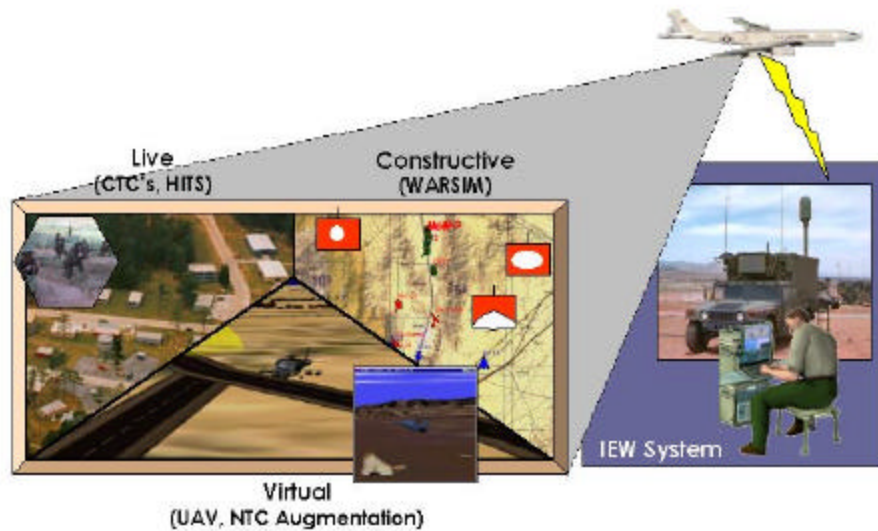 Live
(CTC's, HITS)
Constructive
(WARSIM)
IEW System
Virtual
(UAV, NTC Augmentation)